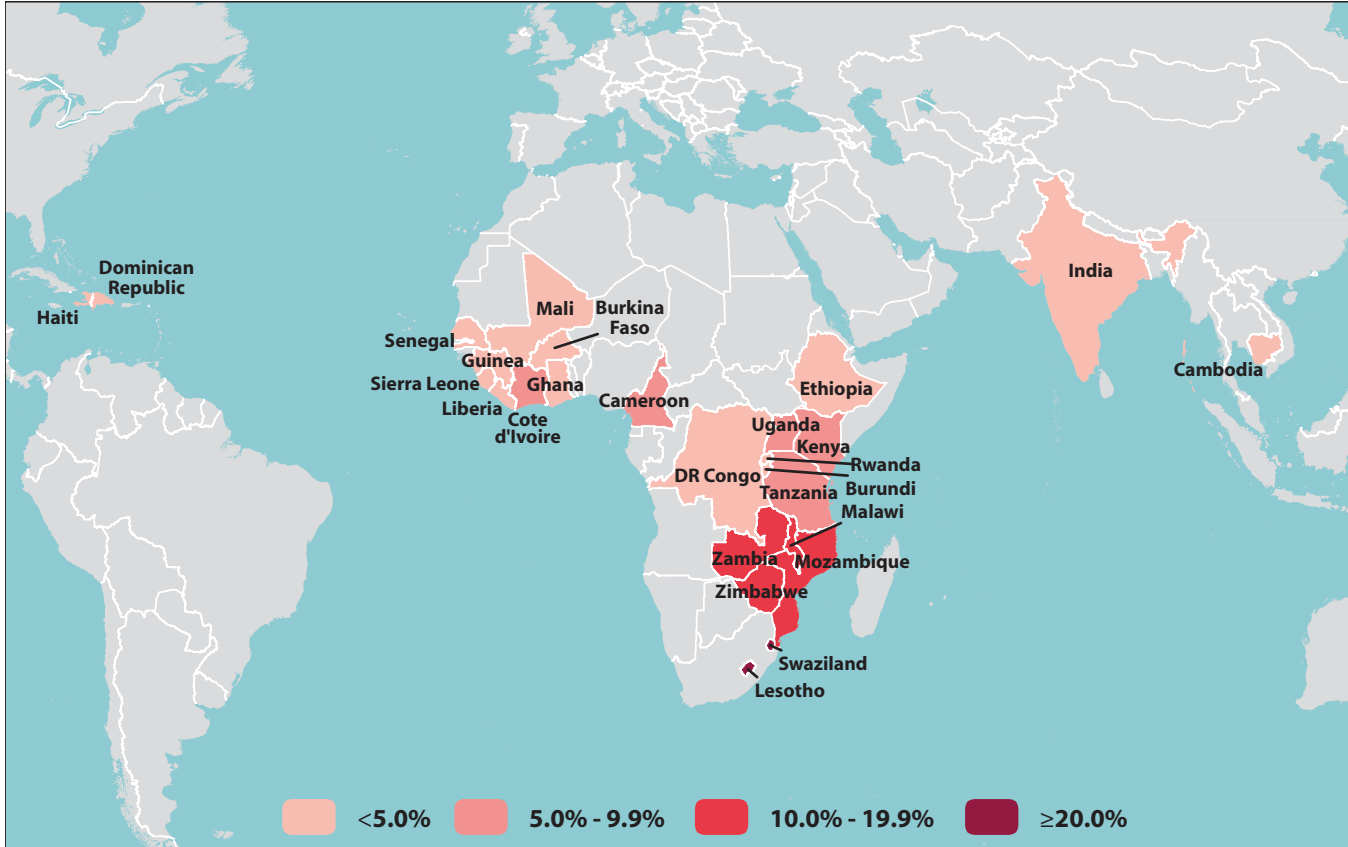 Dominican
Republic
Haiti
Mali
Burkina
Faso
Senegal
Guinea
Sierra Leone
Ghana
Liberia
Cote
d'Ivoire
Cameroon
Ethiopia
India
Cambodia
Uganda
Kenya
Rwanda
DR Congo
Burundi
Tanzania
Malawi
Zambia
Mozambique
Zimbabwe
Swaziland
Lesotho
<5.0%
5.0% - 9.9%
10.0% - 19.9%
≥20.0%